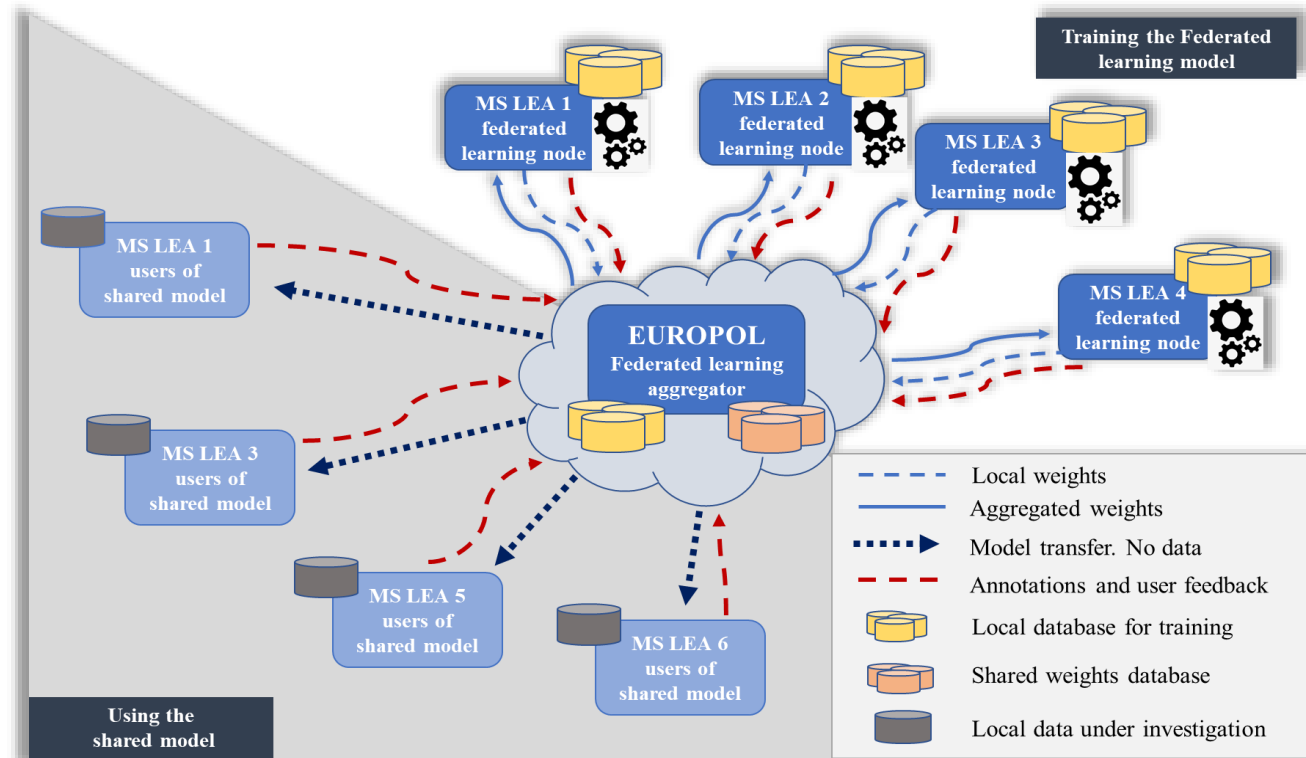 Training the Federated
learning model
MS LEA 1
federated
learning node
MS LEA 2
federated
learning node
MS LEA 3
federated
learning node
MS LEA 4
federated
learning node
MS LEA 1
users of
shared model
EUROPOL
Federated learning
aggregator
MS LEA 3
users of
shared model
MS LEA 5
users of
shared model
MS LEA 6
users of
shared model
Using the
shared model
Local weights
Aggregated weights
Model transfer. No data
Annotations and user feedback
Local database for training
Shared weights database
Local data under investigation